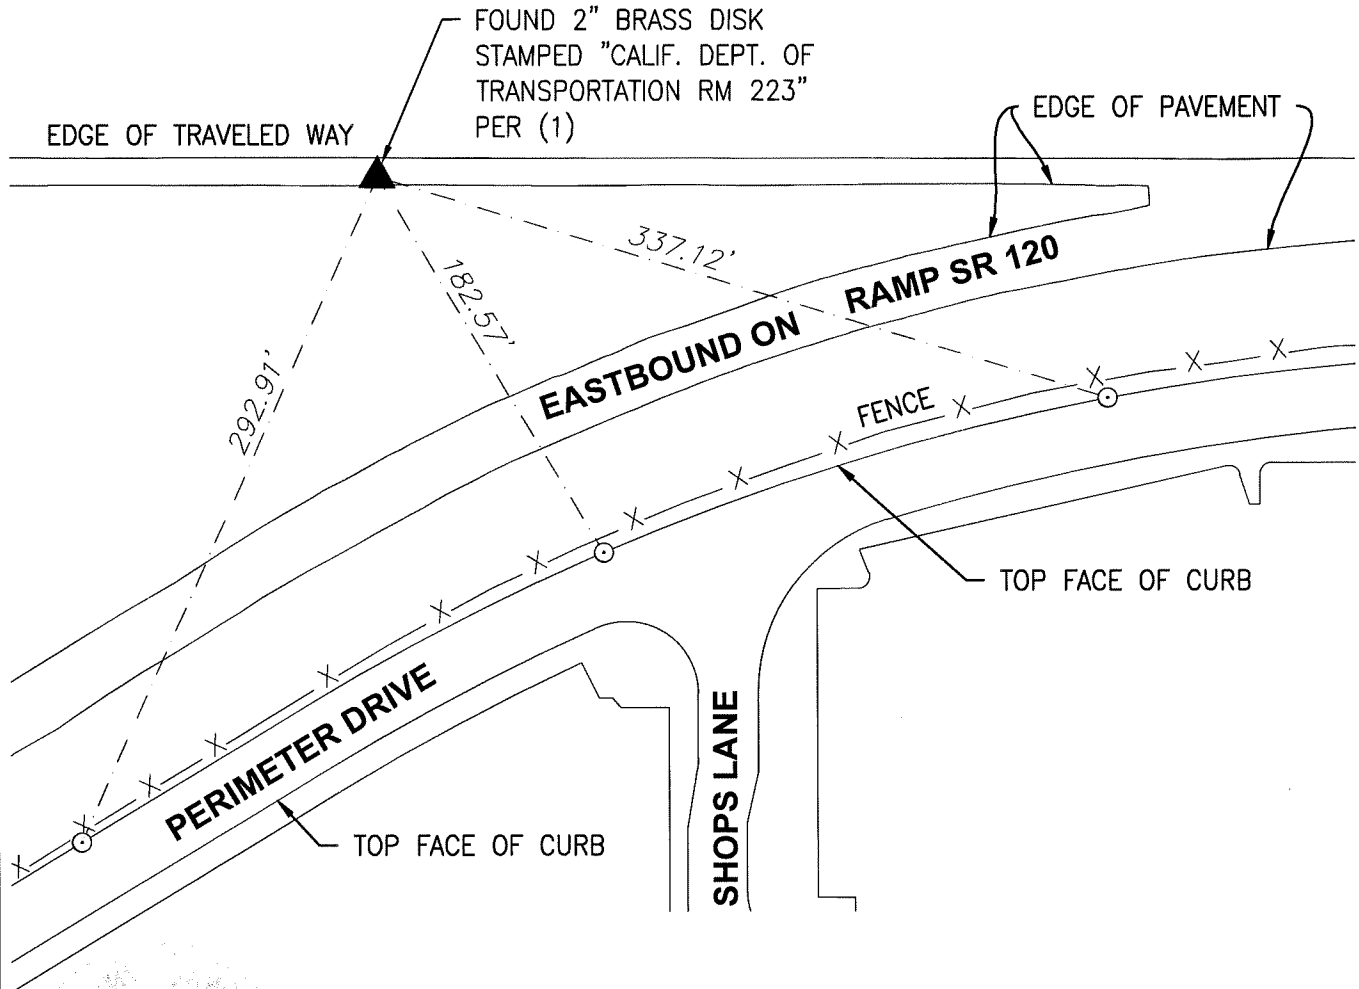 FOUND 2" BRASS DISK
STAMPED "CALIF. DEPT. OF
TRANSPORTATION RM 223"
PER (1)
EDGE OF TRAVELED WAY
EDGE OF PAVEMENT
337.12'
182.57'
292.91'
EASTBOUND ON RAMP SR 120
FENCE
TOP FACE OF CURB
PERIMETER DRIVE
SHOPS LANE
TOP FACE OF CURB